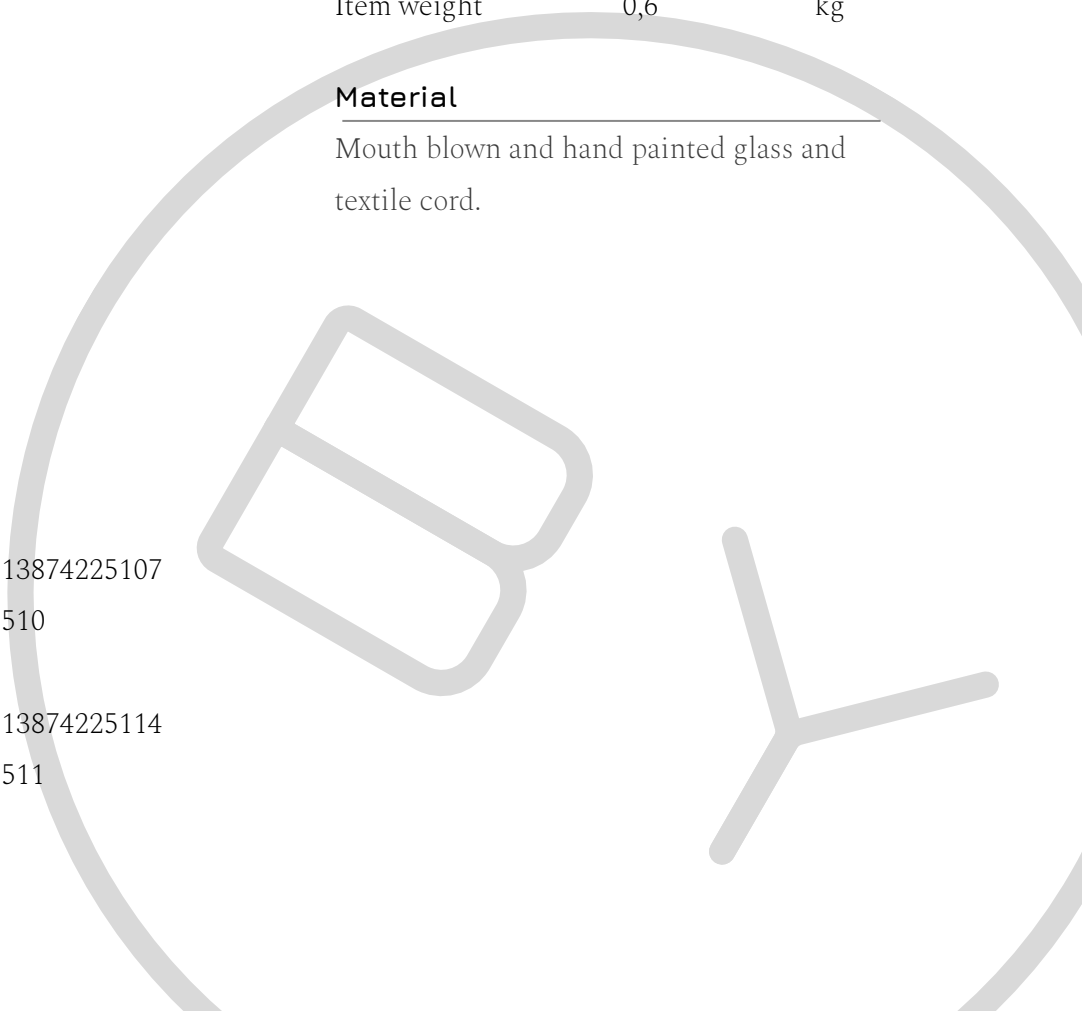 Item weight 0,6 kg
Material
Mouth blown and hand painted glass and
textile cord.
BY
13874225107
510
13874225114
511